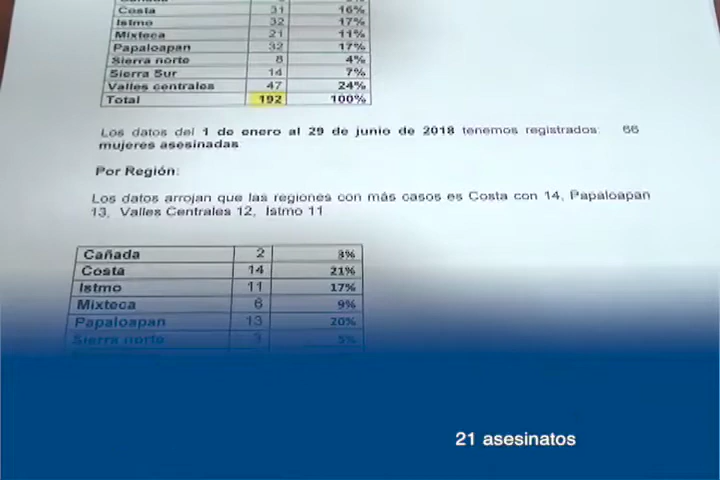 Costa 31 16%
Istmo 32 17%
Mixteca 21 11%
Papaloapan 32 17%
Sierra norte 8 4%
Sierra Sur 14 7%
Valles centrales 47 24%
Total 192 100%
Los datos del 1 de enero al 29 de junio de 2018 tenemos registrados 66
mujeres asesinadas
Por Región:
Los datos arrojan que las regiones con más casos es Costa con 14, Papaloapan
13, Valles Centrales 12, Istmo 11
Cañada 2 3%
Costa 14 21%
Istmo 11 17%
Mixteca 6 9%
Papaloapan 13 20%
Sierra norte 3 5%
21 asesinatos